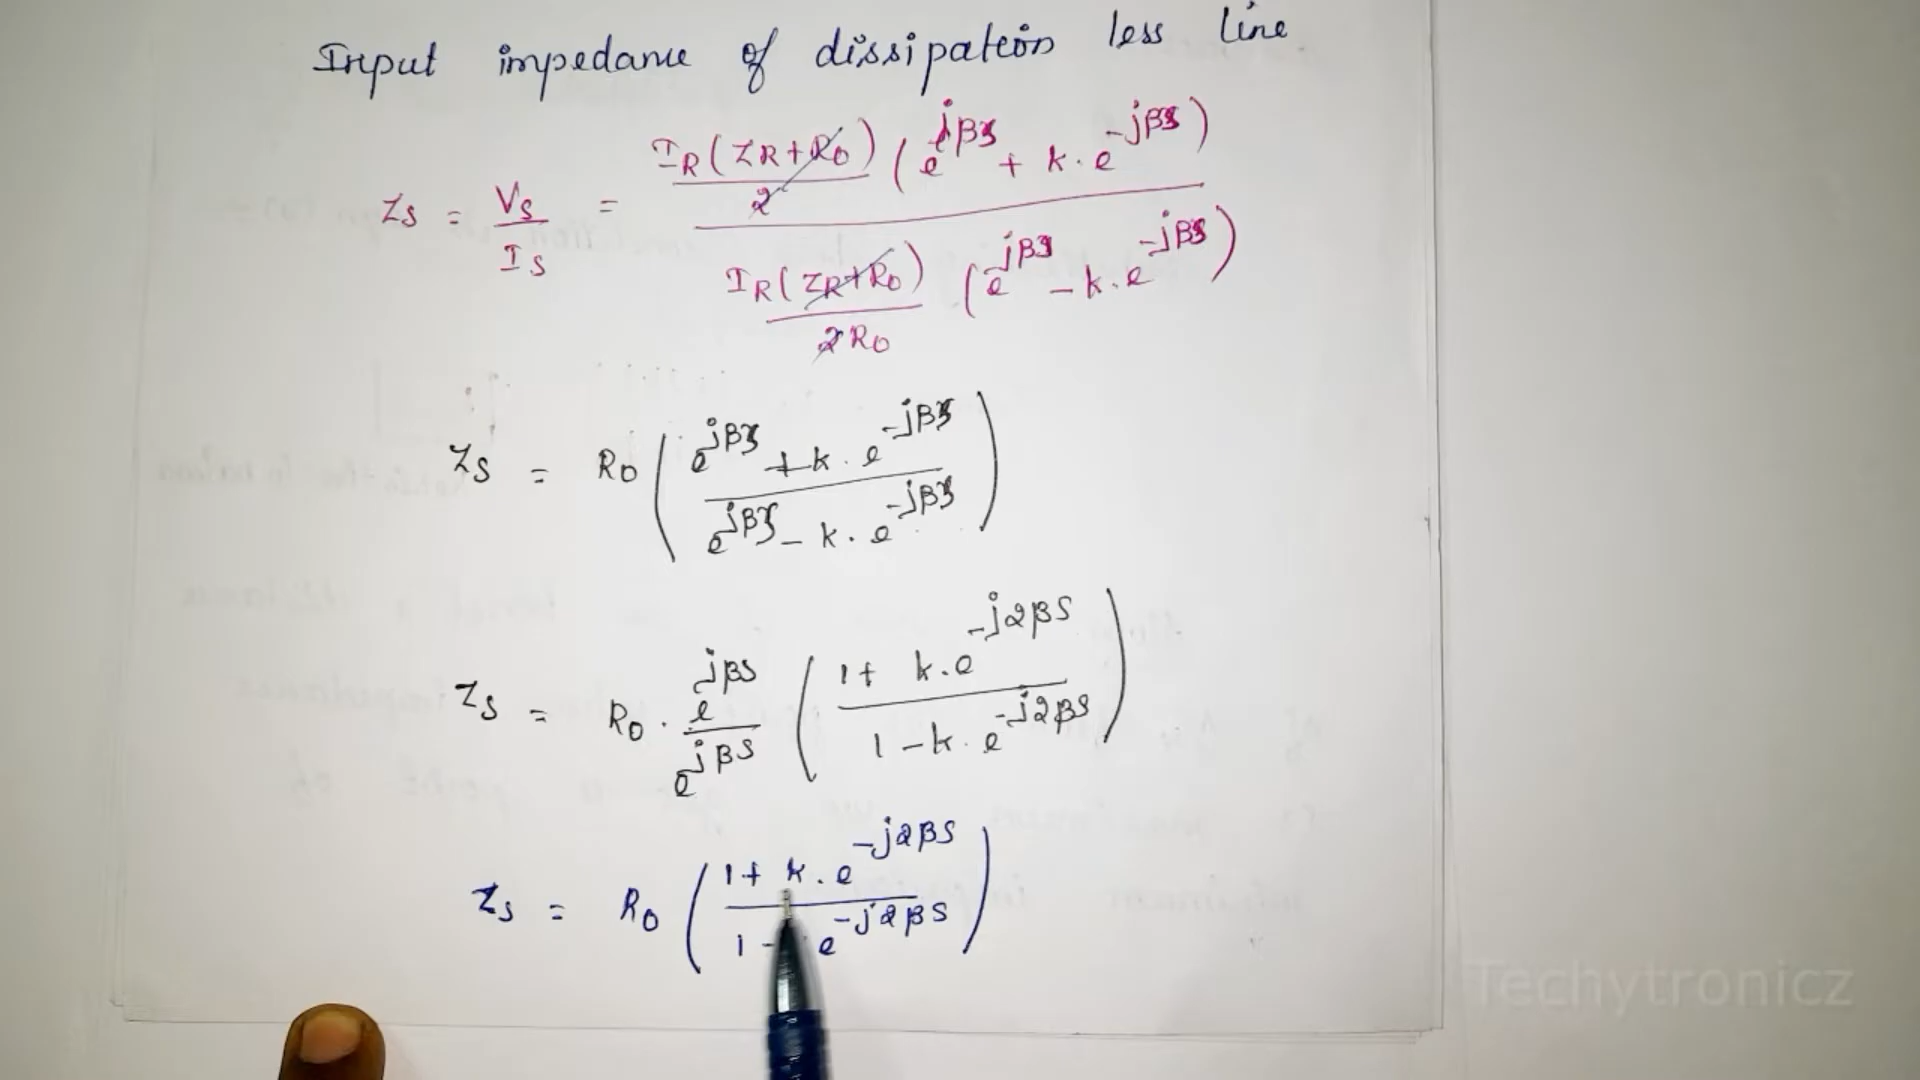 Input impedance of dissipation less line
Zs = Vs / Is = IR(ZR+R0)/2 (e^jβs + k.e^-jβs) / IR(ZR+R0)/2R0 (e^jβs - k.e^-jβs)
Zs = R0 (e^jβs + k.e^-jβs / e^jβs - k.e^-jβs)
Zs = R0 . e^jβs / e^jβs (1 + k.e^-j2βs / 1 - k.e^-j2βs)
Zs = R0 (1 + k.e^-j2βs / 1 - e^-j2βs)
Techytronicz